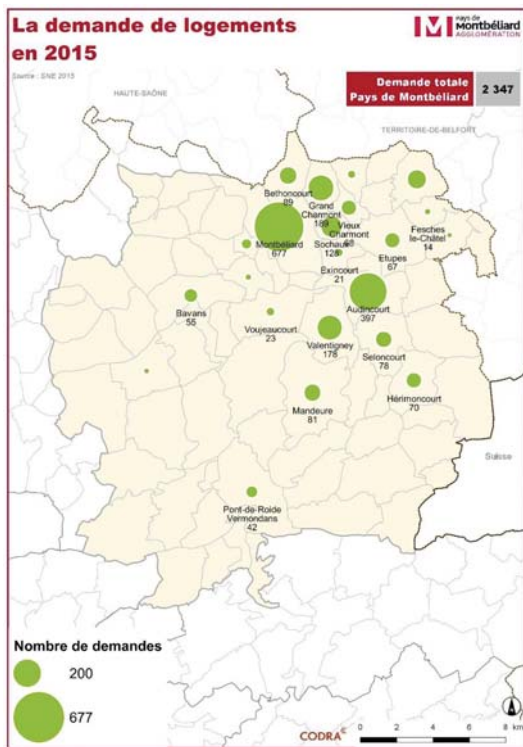 La demande de logements
en 2015
pays de
Montbéliard
AGGLOMÉRATION
Source : SNE 2015
Demande totale
Pays de Montbéliard
2 347
HAUTE-SAÔNE
TERRITOIRE-DE-BELFORT
Bethoncourt
89
Grand
Charmont
189
Vieux
Charmont
68
Fesches
le-Châtel
14
Montbéliard
677
Sochaux
128
Etupes
67
Exincourt
21
Audincourt
397
Bavans
55
Voujeaucourt
23
Valentigney
178
Seloncourt
78
Hérimoncourt
70
Mandeure
81
Suisse
Pont-de-Roide
Vermondans
42
Nombre de demandes
200
677
CODRA
0 2 4 6 8 km